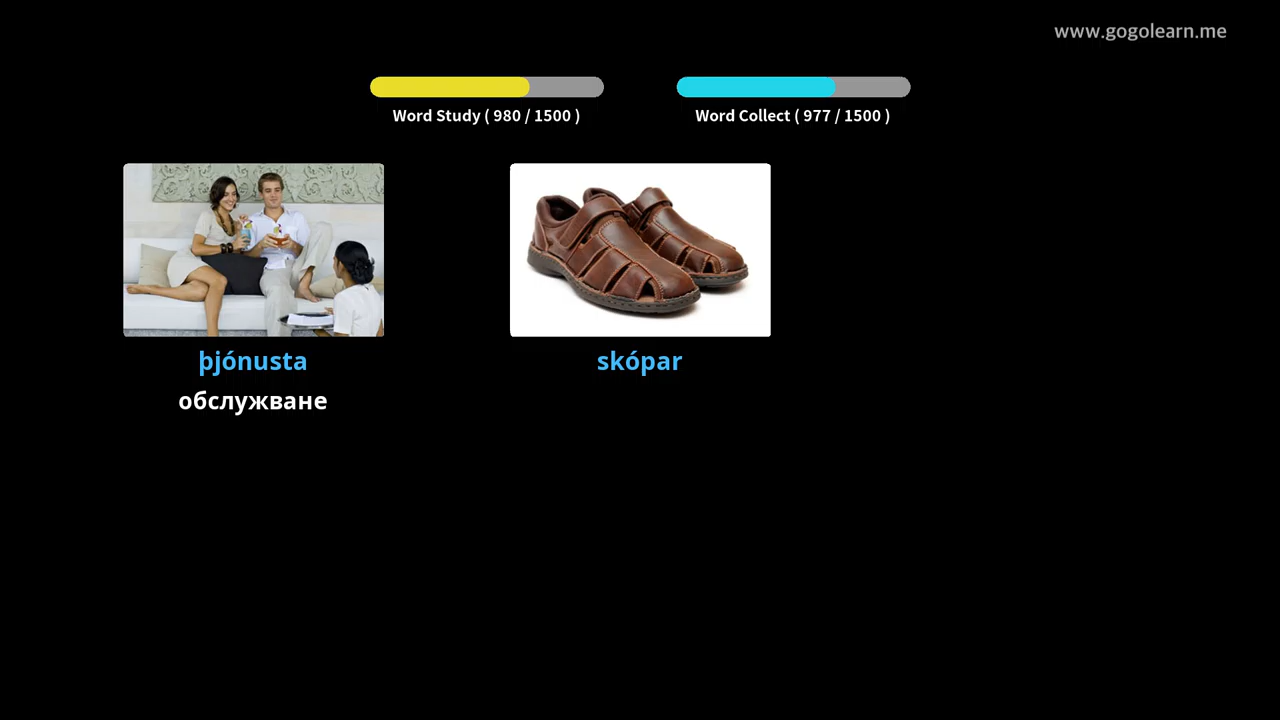 www.gogolearn.me
Word Study ( 980 / 1500 )
Word Collect ( 977 / 1500 )
þjónusta
skópar
обслужване